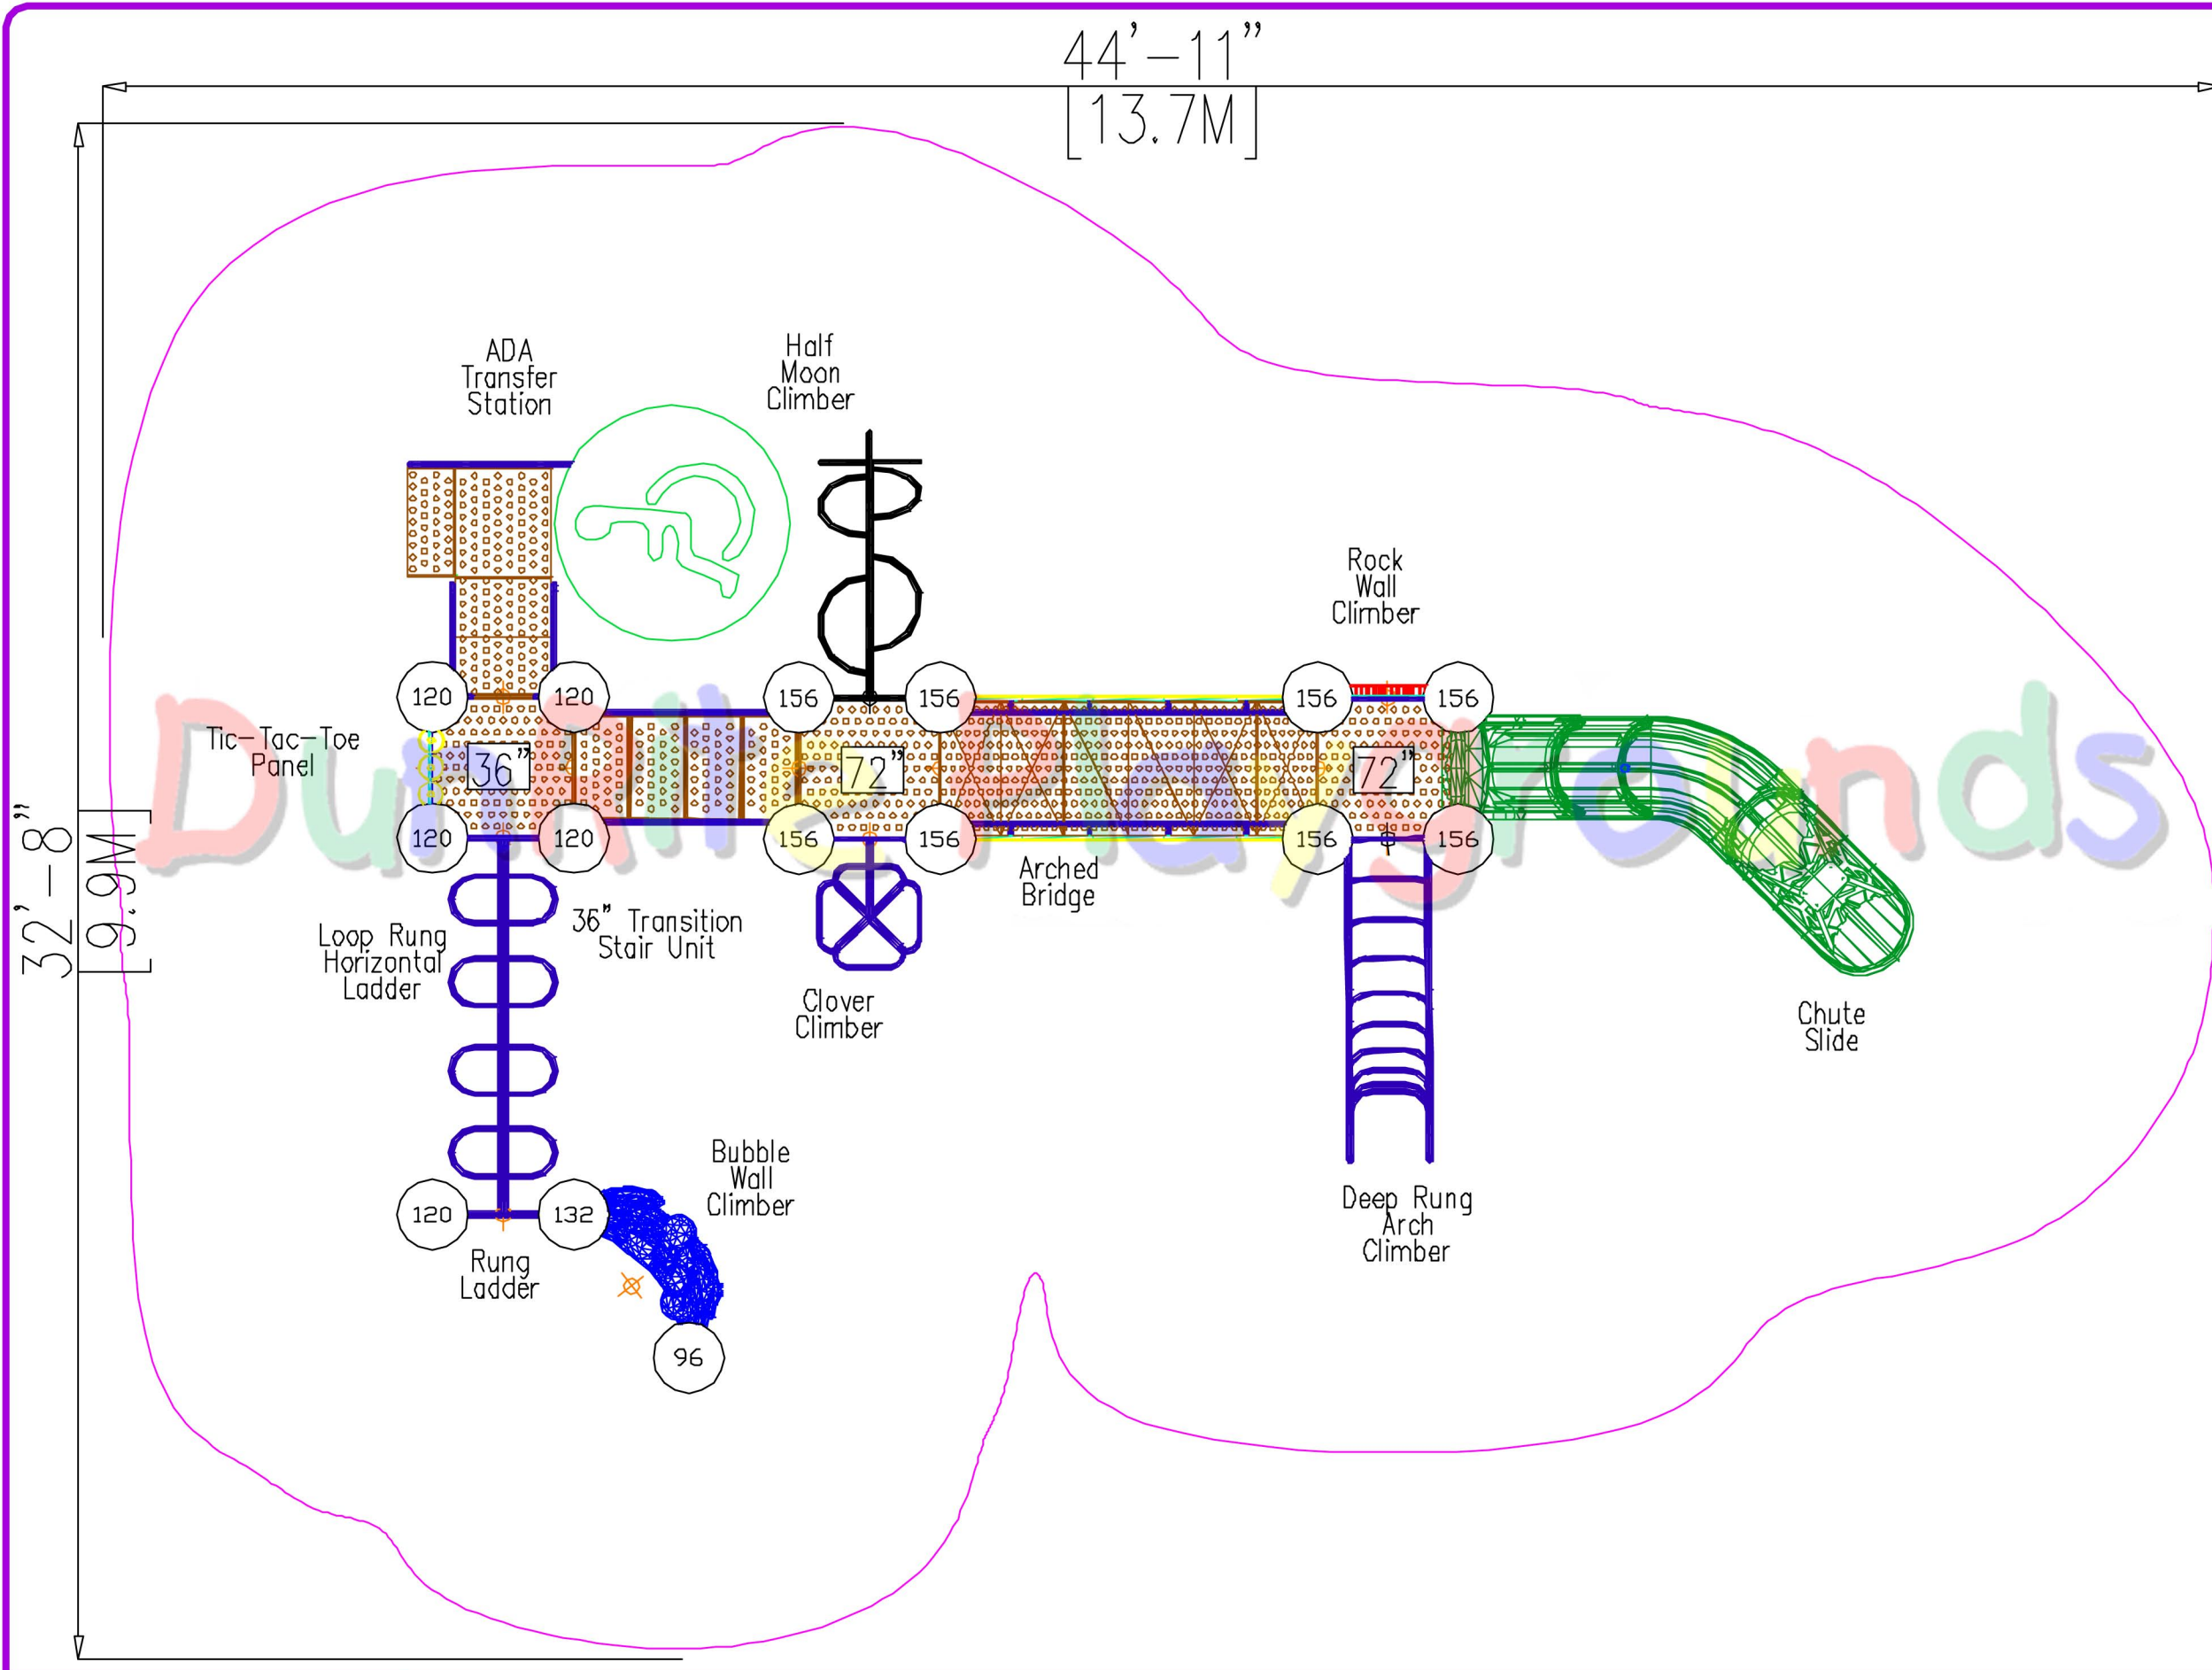 44'-11"
[13.7M]
32'-8"
9.9M
ADA
Transfer
Station
Half
Moon
Climber
Rock
Wall
Climber
120
120
156
156
156
156
Tic-Tac-Toe
Panel
36"
72"
72"
DunRite Playgrounds
120
120
156
156
156
156
Arched
Bridge
Loop Rung
Horizontal
Ladder
36" Transition
Stair Unit
Clover
Climber
Chute
Slide
Bubble
Wall
Climber
Deep Rung
Arch
Climber
120
132
Rung
Ladder
96